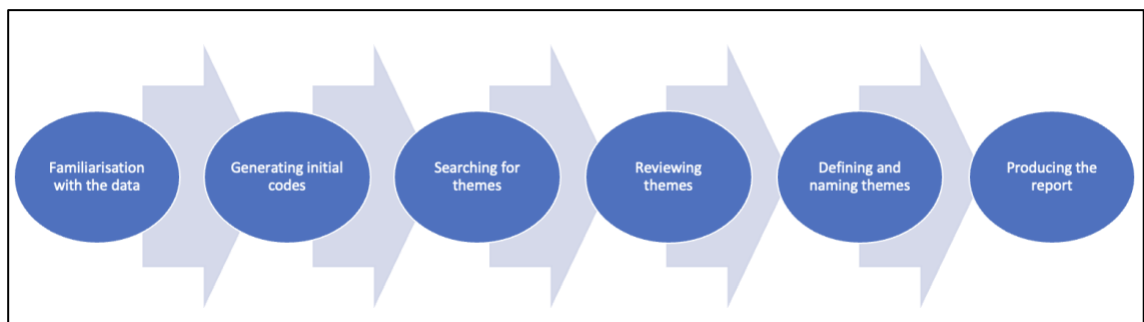 Familiarisation
with the data
Generating initial
codes
Searching for
themes
Reviewing
themes
Defining and
naming themes
Producing the
report